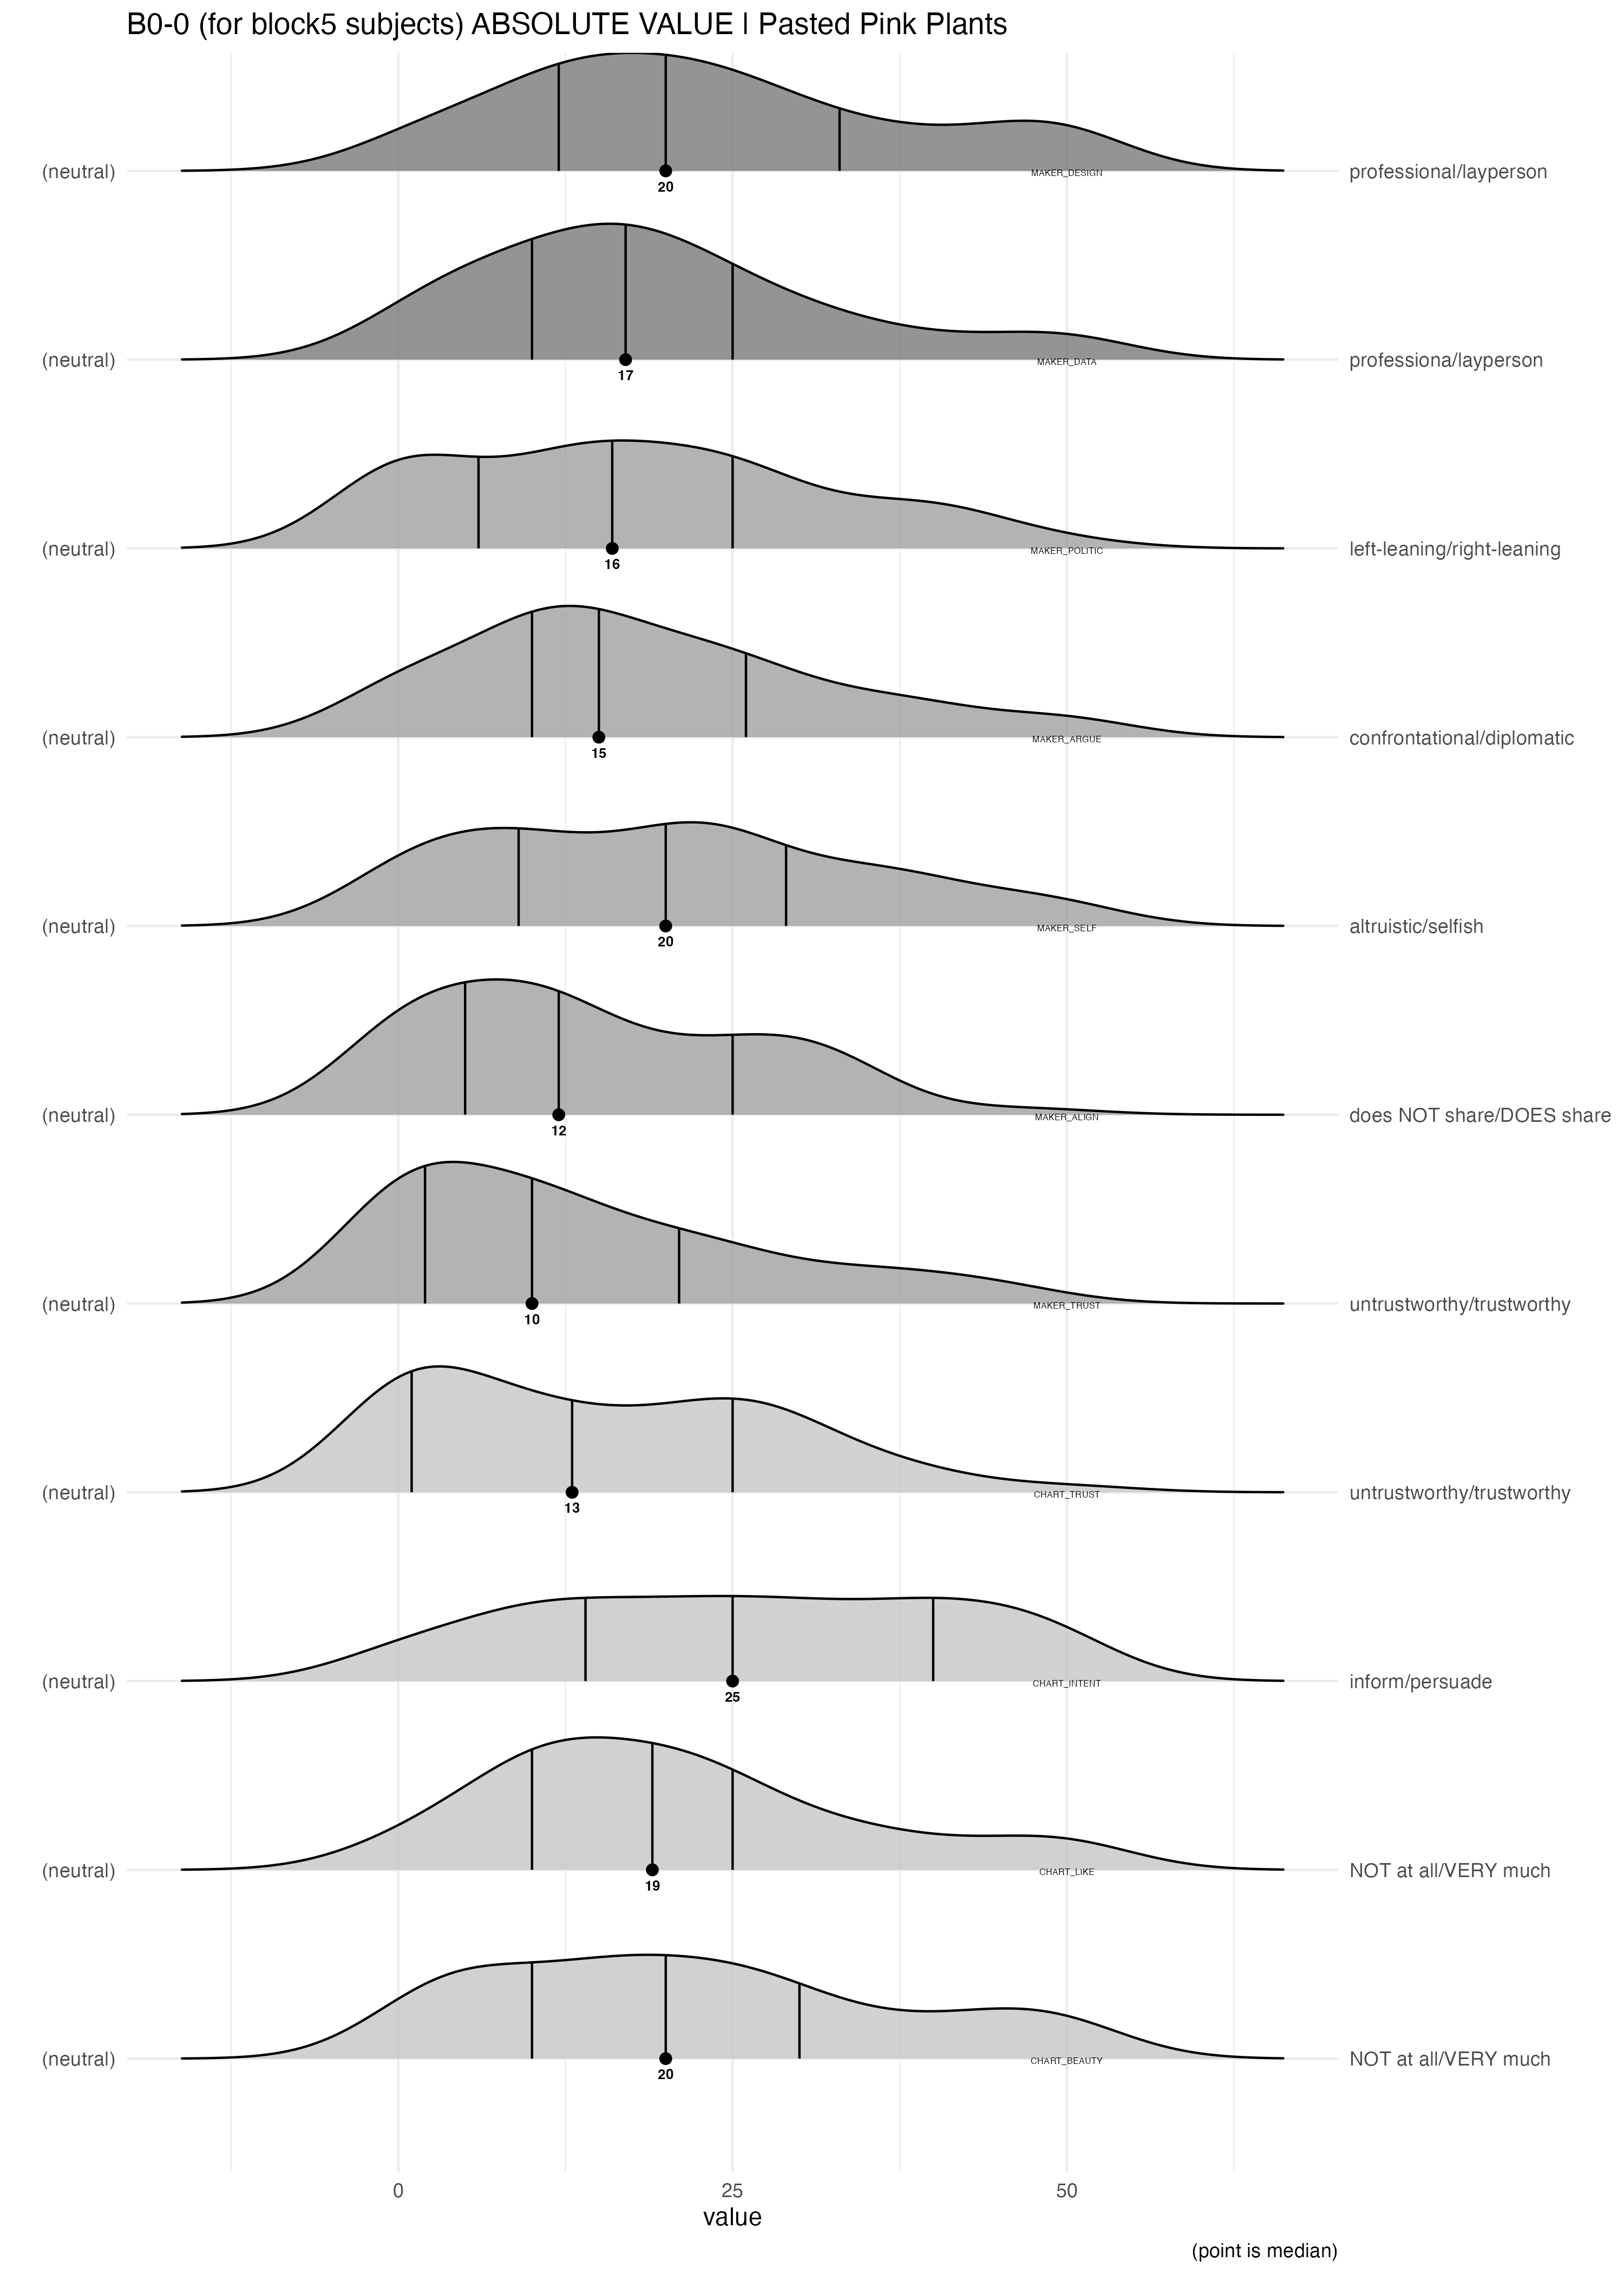 B0-0 (for block5 subjects) ABSOLUTE VALUE | Pasted Pink Plants
(neutral) MAKER_DESIGN professional/layperson
20
(neutral) MAKER_DATA professiona/layperson
17
(neutral) MAKER_POLITIC left-leaning/right-leaning
16
(neutral) MAKER_ARGUE confrontational/diplomatic
15
(neutral) MAKER_SELF altruistic/selfish
20
(neutral) MAKER_ALIGN does NOT share/DOES share
12
(neutral) MAKER_TRUST untrustworthy/trustworthy
10
(neutral) CHART_TRUST untrustworthy/trustworthy
13
(neutral) CHART_INTENT inform/persuade
25
(neutral) CHART_LIKE NOT at all/VERY much
19
(neutral) CHART_BEAUTY NOT at all/VERY much
20
0 25 50
value
(point is median)